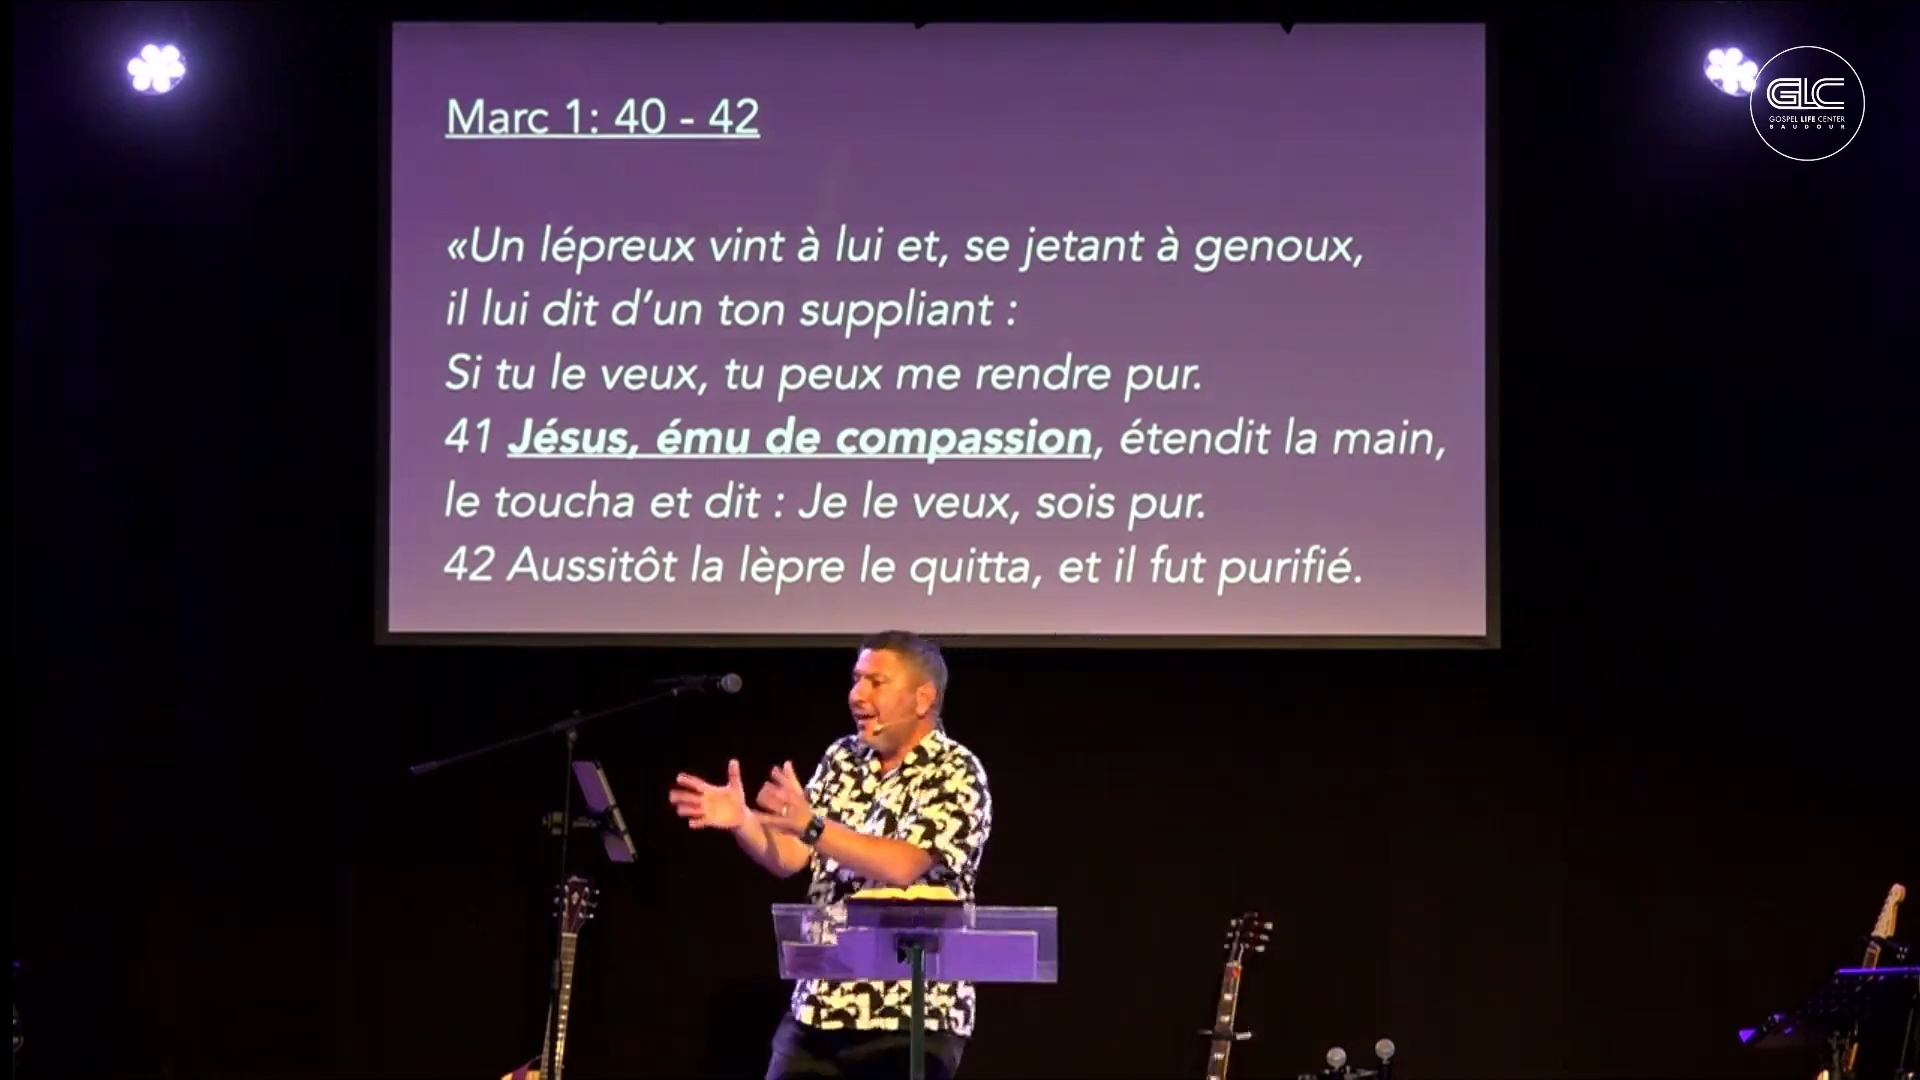 Marc 1: 40 - 42
«Un lépreux vint à lui et, se jetant à genoux,
il lui dit d’un ton suppliant :
Si tu le veux, tu peux me rendre pur.
41 Jésus, ému de compassion, étendit la main,
le toucha et dit : Je le veux, sois pur.
42 Aussitôt la lèpre le quitta, et il fut purifié.
GLC
GOSPEL LIFE CENTER
BAUDOUR